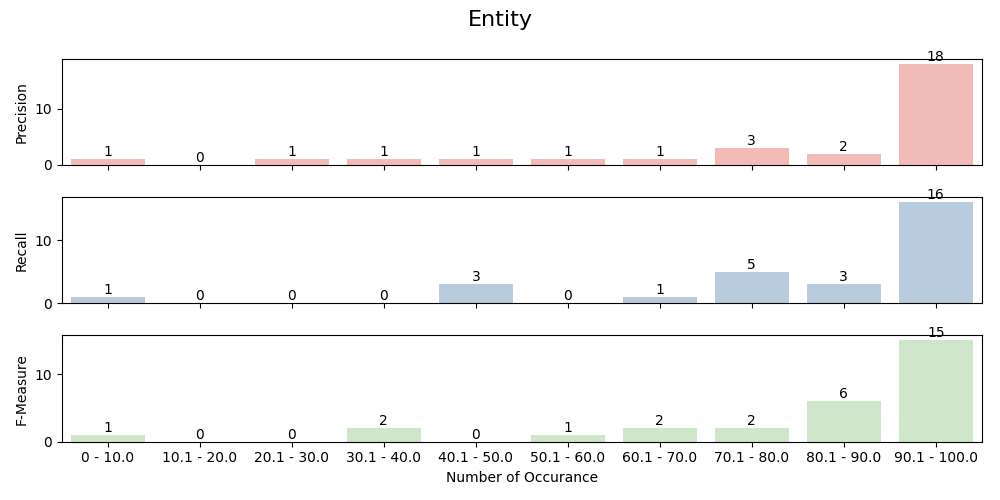 Entity
Precision
10
0
1 0 1 1 1 1 1 3 2 18
Recall
10
0
1 0 0 0 3 0 1 5 3 16
F-Measure
10
0
1 0 0 2 0 1 2 2 6 15
0 - 10.0 10.1 - 20.0 20.1 - 30.0 30.1 - 40.0 40.1 - 50.0 50.1 - 60.0 60.1 - 70.0 70.1 - 80.0 80.1 - 90.0 90.1 - 100.0
Number of Occurance